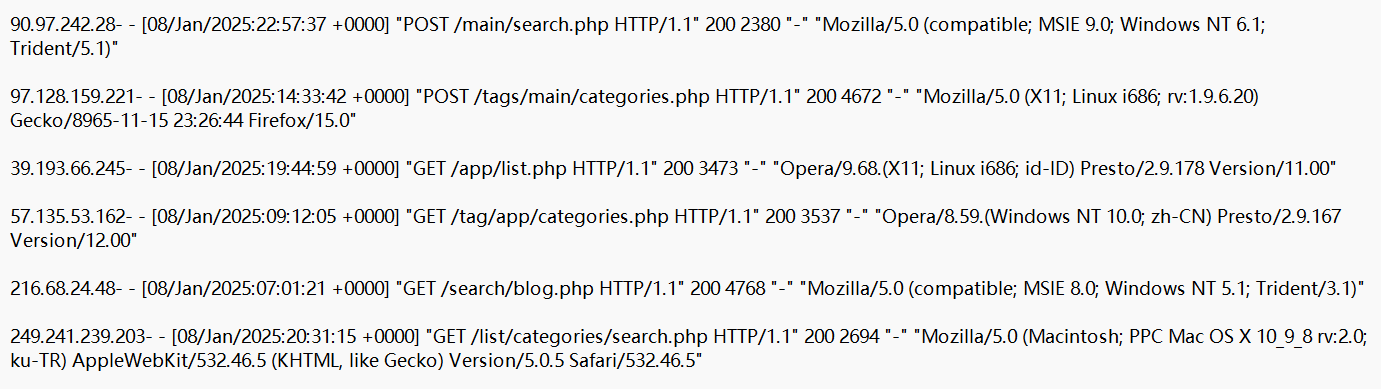 90.97.242.28- - [08/Jan/2025:22:57:37 +0000] "POST /main/search.php HTTP/1.1" 200 2380 "-" "Mozilla/5.0 (compatible; MSIE 9.0; Windows NT 6.1;
Trident/5.1)"
97.128.159.221- - [08/Jan/2025:14:33:42 +0000] "POST /tags/main/categories.php HTTP/1.1" 200 4672 "-" "Mozilla/5.0 (X11; Linux i686; rv:1.9.6.20)
Gecko/8965-11-15 23:26:44 Firefox/15.0"
39.193.66.245- - [08/Jan/2025:19:44:59 +0000] "GET /app/list.php HTTP/1.1" 200 3473 "-" "Opera/9.68.(X11; Linux i686; id-ID) Presto/2.9.178 Version/11.00"
57.135.53.162- - [08/Jan/2025:09:12:05 +0000] "GET /tag/app/categories.php HTTP/1.1" 200 3537 "-" "Opera/8.59.(Windows NT 10.0; zh-CN) Presto/2.9.167
Version/12.00"
216.68.24.48- - [08/Jan/2025:07:01:21 +0000] "GET /search/blog.php HTTP/1.1" 200 4768 "-" "Mozilla/5.0 (compatible; MSIE 8.0; Windows NT 5.1; Trident/3.1)"
249.241.239.203- - [08/Jan/2025:20:31:15 +0000] "GET /list/categories/search.php HTTP/1.1" 200 2694 "-" "Mozilla/5.0 (Macintosh; PPC Mac OS X 10_9_8 rv:2.0;
ku-TR) AppleWebKit/532.46.5 (KHTML, like Gecko) Version/5.0.5 Safari/532.46.5"